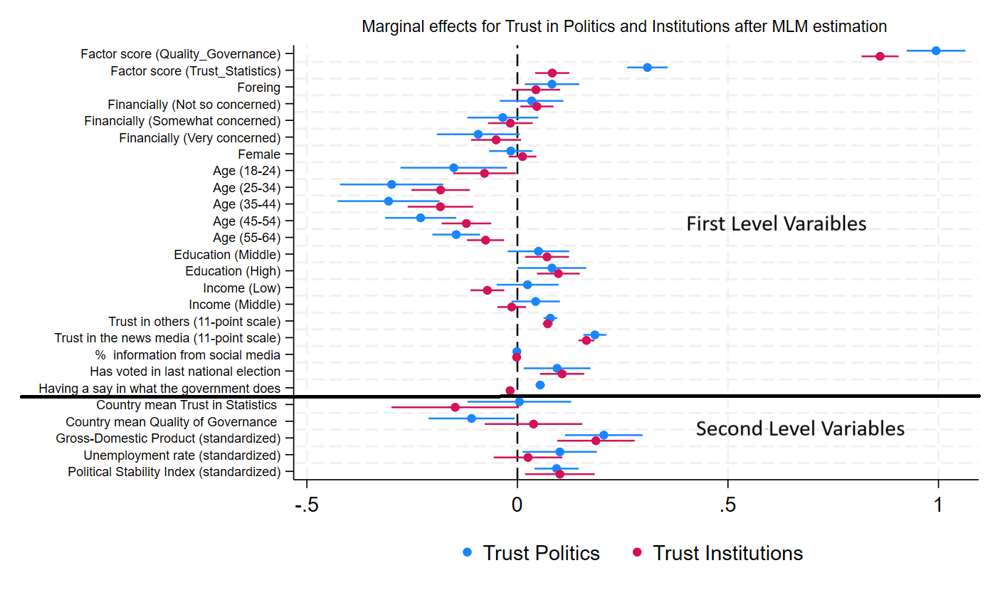 Marginal effects for Trust in Politics and Institutions after MLM estimation
Factor score (Quality_Governance)
Factor score (Trust_Statistics)
Foreing
Financially (Not so concerned)
Financially (Somewhat concerned)
Financially (Very concerned)
Female
Age (18-24)
Age (25-34)
Age (35-44)
Age (45-54)
Age (55-64)
Education (Middle)
Education (High)
Income (Low)
Income (Middle)
Trust in others (11-point scale)
Trust in the news media (11-point scale)
%  information from social media
Has voted in last national election
Having a say in what the government does
First Level Varaibles
Country mean Trust in Statistics
Country mean Quality of Governance
Gross-Domestic Product (standardized)
Unemployment rate (standardized)
Political Stability Index (standardized)
Second Level Variables
-.5 0 .5 1
Trust Politics Trust Institutions